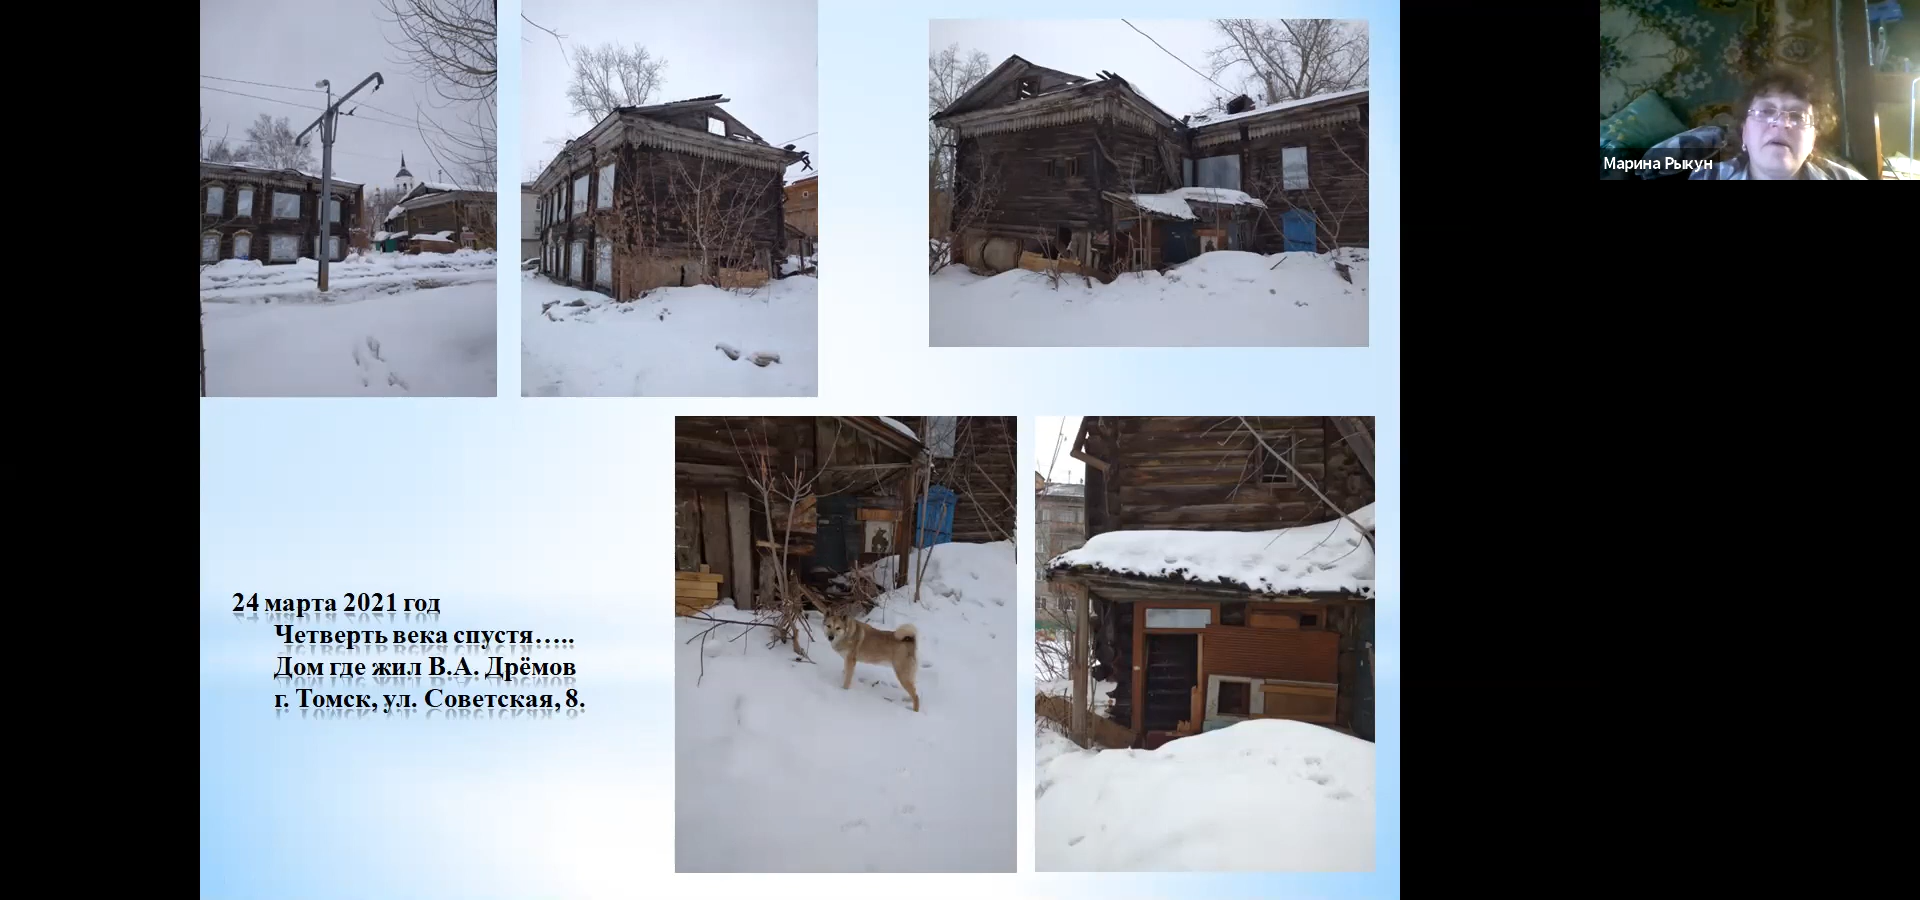 Марина Рыкун
24 марта 2021 год
Четверть века спустя…..
Дом где жил В.А. Дрёмов
г. Томск, ул. Советская, 8.